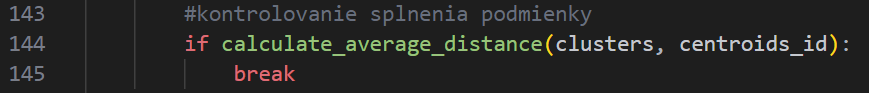 143 #kontrolovanie splnenia podmienky
144 if calculate_average_distance(clusters, centroids_id):
145 break